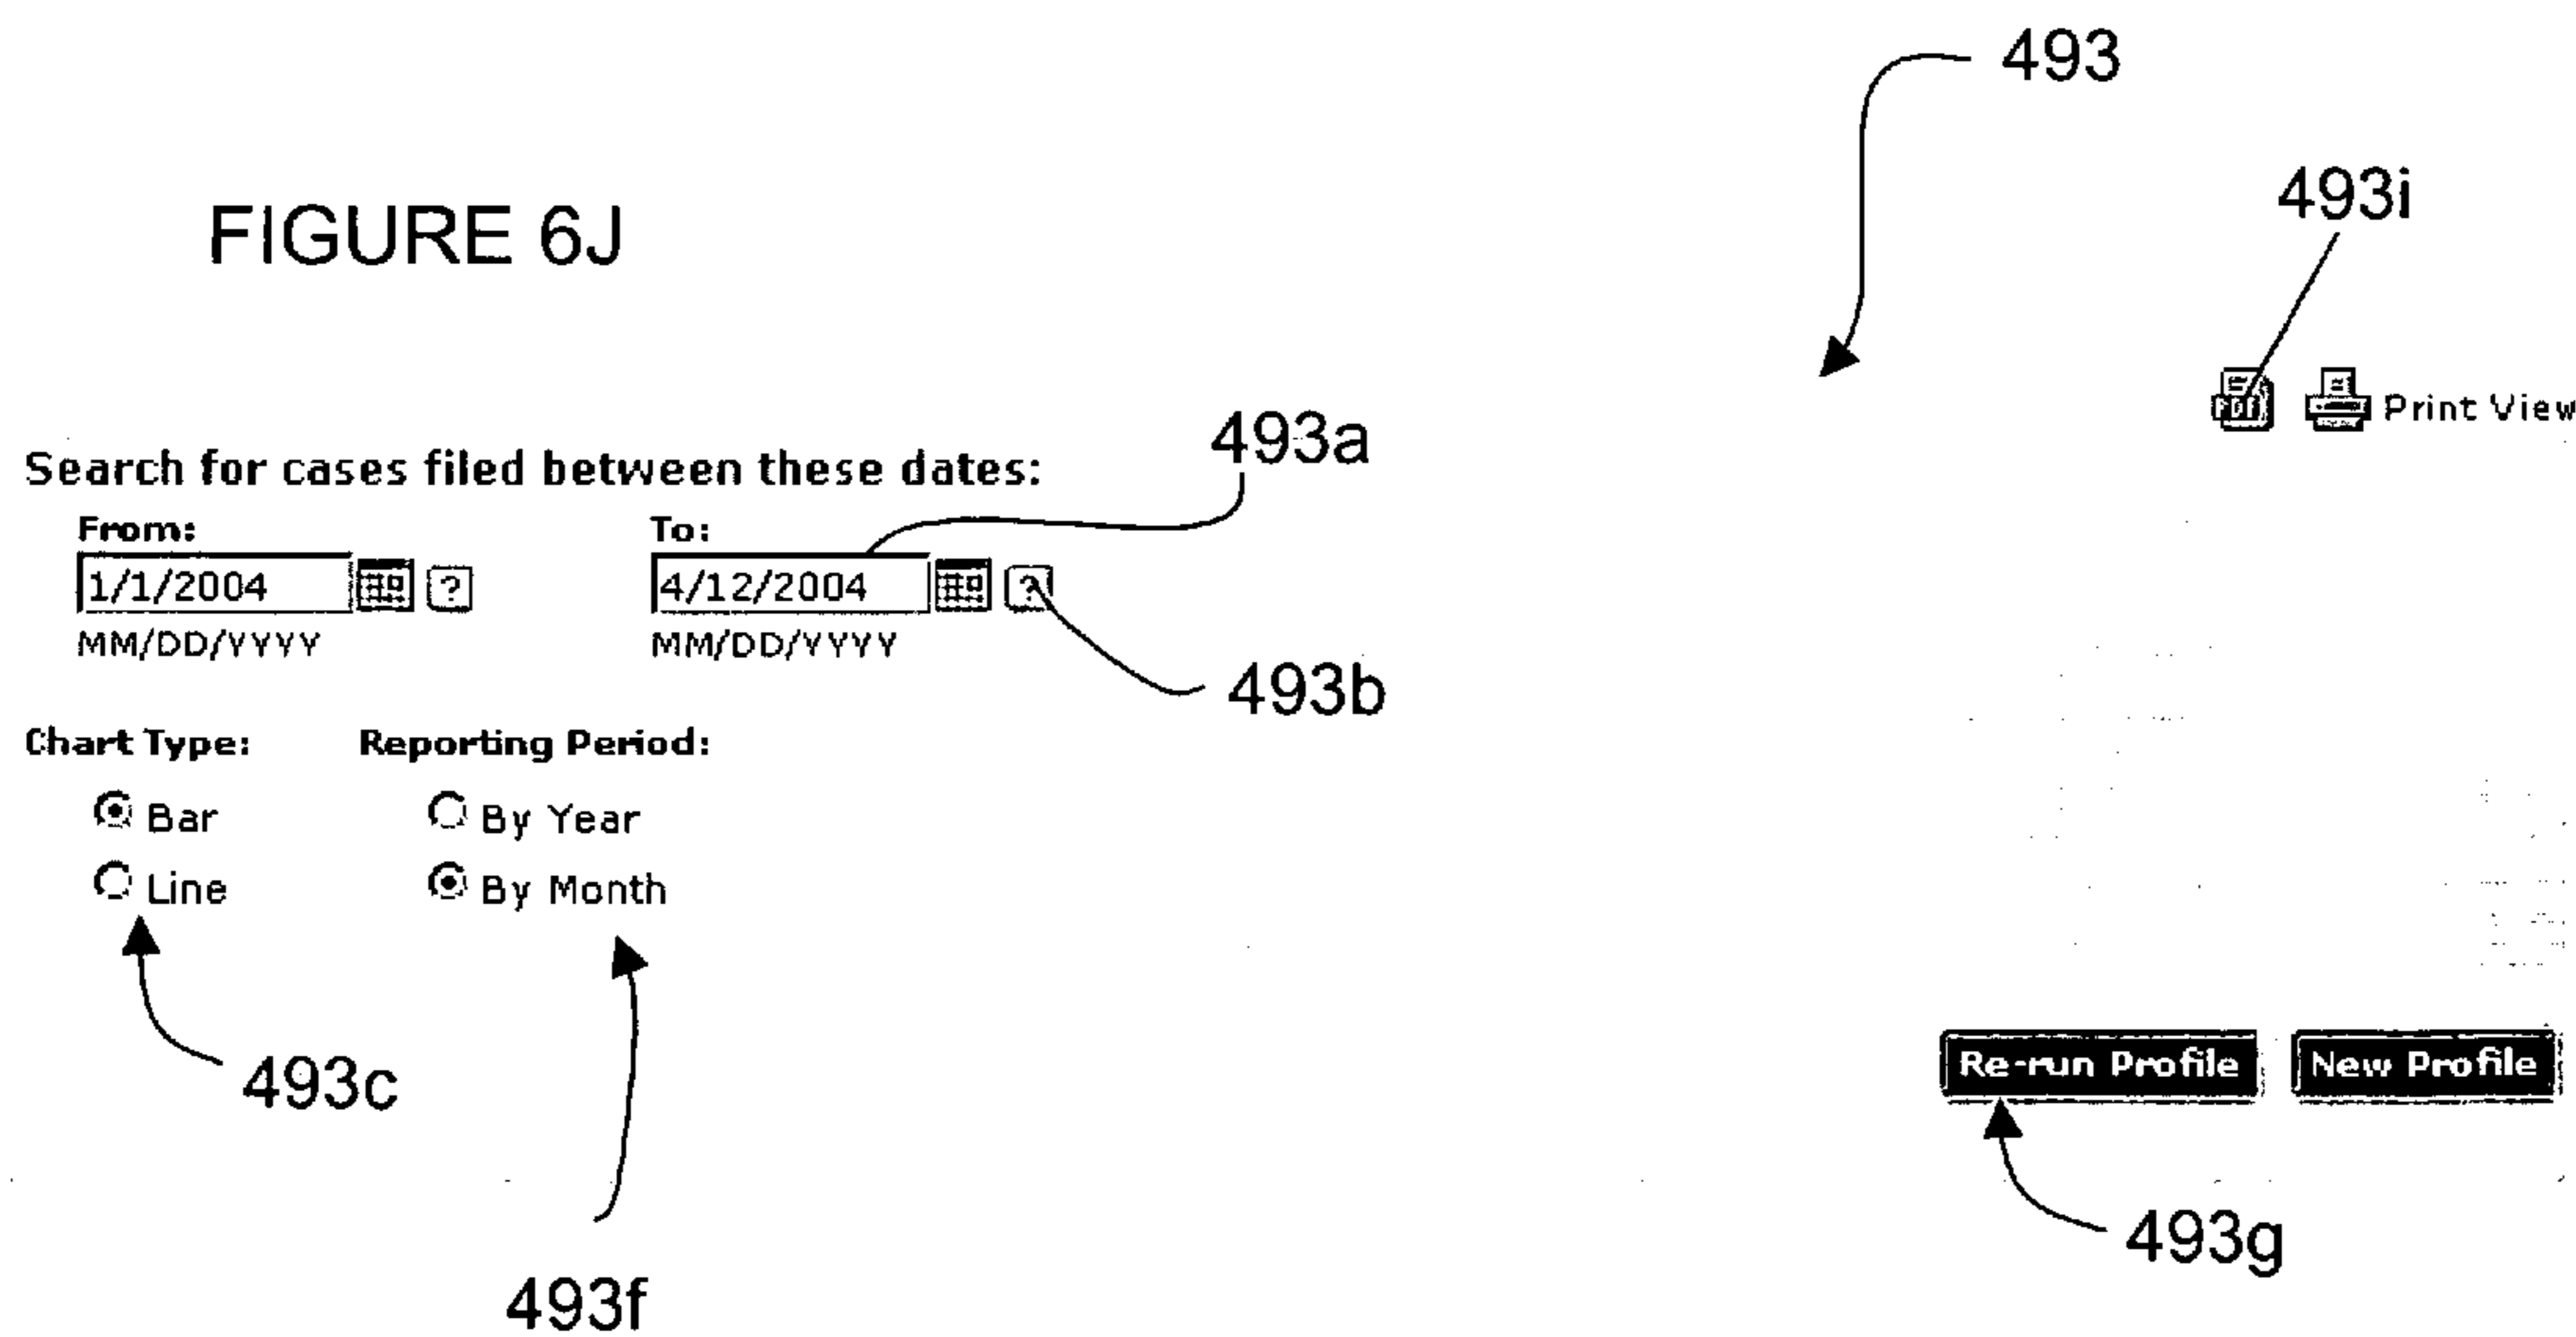 493
493i
FIGURE 6J
PDF Print View
493a
Search for cases filed between these dates:
From: To:
1/1/2004 ? 4/12/2004 ?
MM/DD/YYYY MM/DD/YYYY
493b
Chart Type: Reporting Period:
Bar By Year
Line By Month
493c
Re-run Profile New Profile
493g
493f